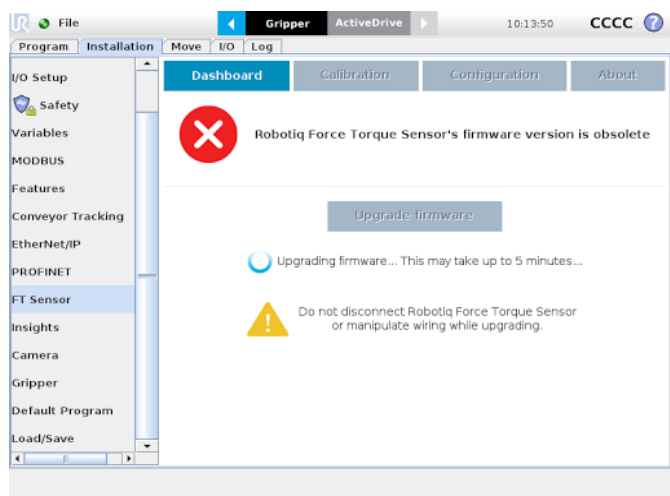 UR File Gripper ActiveDrive 10:13:50 CCCC ?
Program Installation Move I/O Log
I/O Setup
Safety
Variables
MODBUS
Features
Conveyor Tracking
EtherNet/IP
PROFINET
FT Sensor
Insights
Camera
Gripper
Default Program
Load/Save
Dashboard Calibration Configuration About
Robotiq Force Torque Sensor's firmware version is obsolete
Upgrade firmware
Upgrading firmware... This may take up to 5 minutes...
Do not disconnect Robotiq Force Torque Sensor
or manipulate wiring while upgrading.